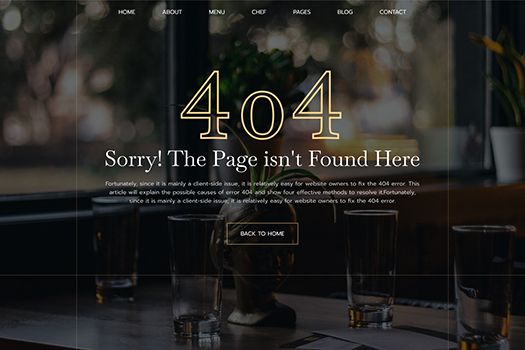 HOME ABOUT MENU CHEF PAGES BLOG CONTACT
404
Sorry! The Page isn't Found Here
Fortunately, since it is mainly a client-side issue, it is relatively easy for website owners to fix the 404 error. This
article will explain the possible causes of error 404 and show four effective methods to resolve it.Fortunately,
since it is mainly a client-side issue, it is relatively easy for website owners to fix the 404 error.
BACK TO HOME